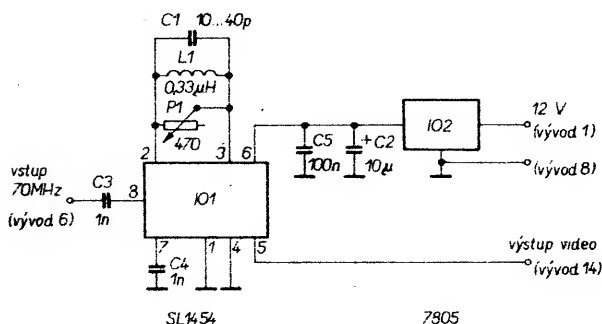 C1 10...40p
L1
0,33µH
P1
470
2 3 6
C5
100n
+ C2
10µ
IO2
12 V
(vývod 1)
(vývod 8)
vstup
70MHz
(vývod 6)
C3
1n
8
IO1
7 1 4 5
C4
1n
výstup video
(vývod 14)
SL1454 7805